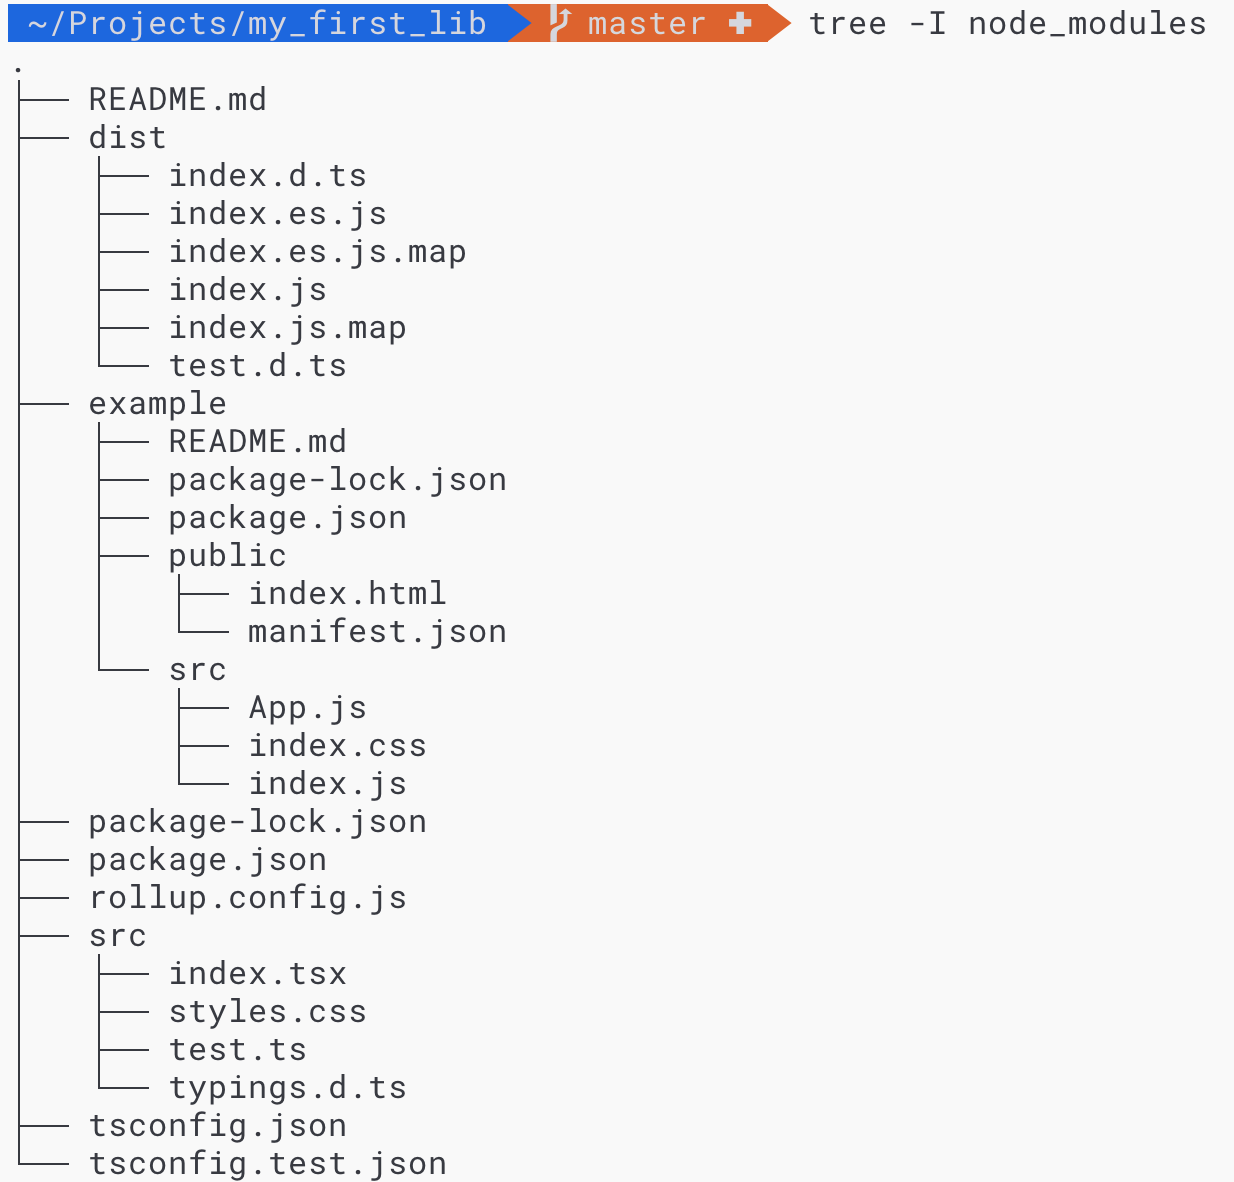 ~/Projects/my_first_lib master ✚ tree -I node_modules
.
├── README.md
├── dist
│   ├── index.d.ts
│   ├── index.es.js
│   ├── index.es.js.map
│   ├── index.js
│   ├── index.js.map
│   └── test.d.ts
├── example
│   ├── README.md
│   ├── package-lock.json
│   ├── package.json
│   ├── public
│   │   ├── index.html
│   │   └── manifest.json
│   └── src
│       ├── App.js
│       ├── index.css
│       └── index.js
├── package-lock.json
├── package.json
├── rollup.config.js
├── src
│   ├── index.tsx
│   ├── styles.css
│   ├── test.ts
│   └── typings.d.ts
├── tsconfig.json
└── tsconfig.test.json